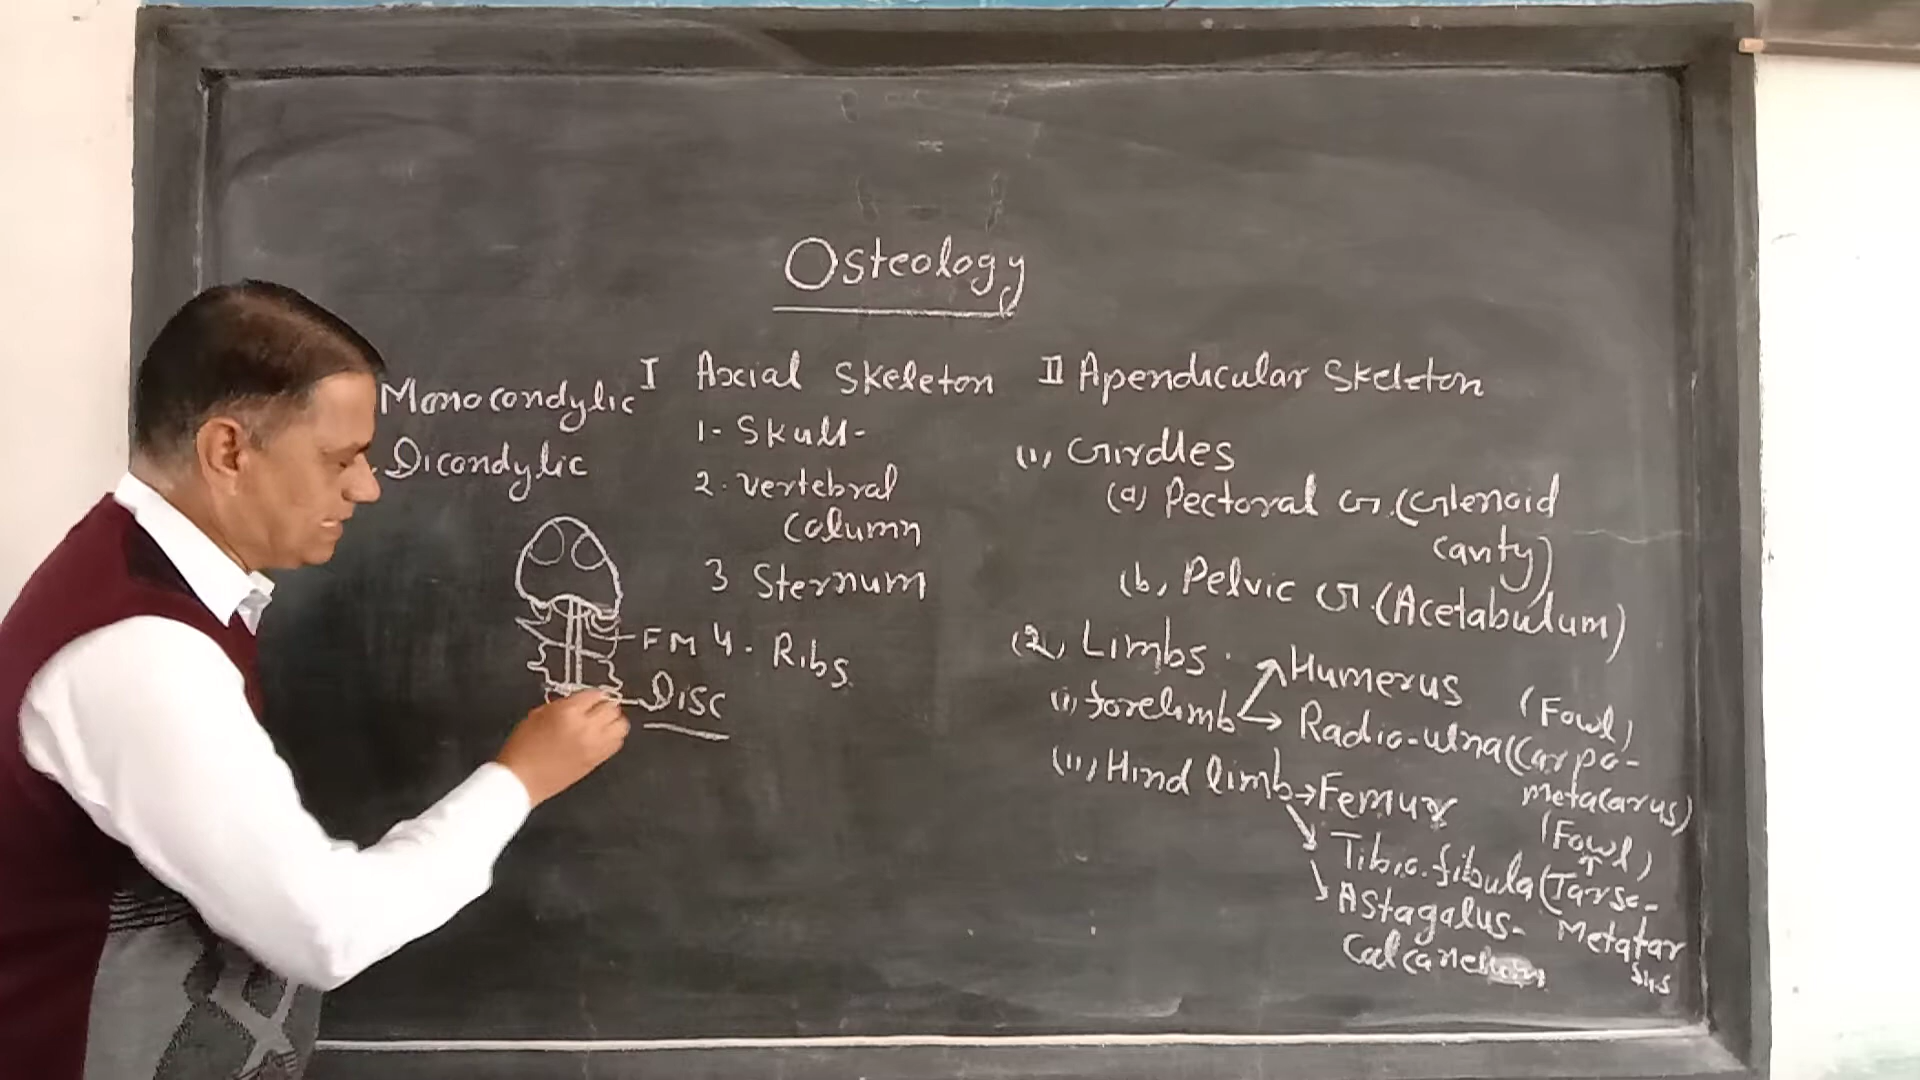 Osteology
Monocondylic
Dicondylic
I Axial Skeleton
1- Skull-
2. Vertebral
Column
3 Sternum
4. Ribs
FM
Disc
II Apendicular Skeleton
(1) Girdles
(a) Pectoral G. (Glenoid
Cavity)
(b) Pelvic G. (Acetabulum)
(2) Limbs.
(i) forelimb → Humerus
→ Radio-ulna (Carpo-
metacarus)
(Fowl)
(ii) Hind limb → Femur
Tibio.fibula (Tarso-
Metatar
sus
(Fowl)
Astagalus-
Calcaneum